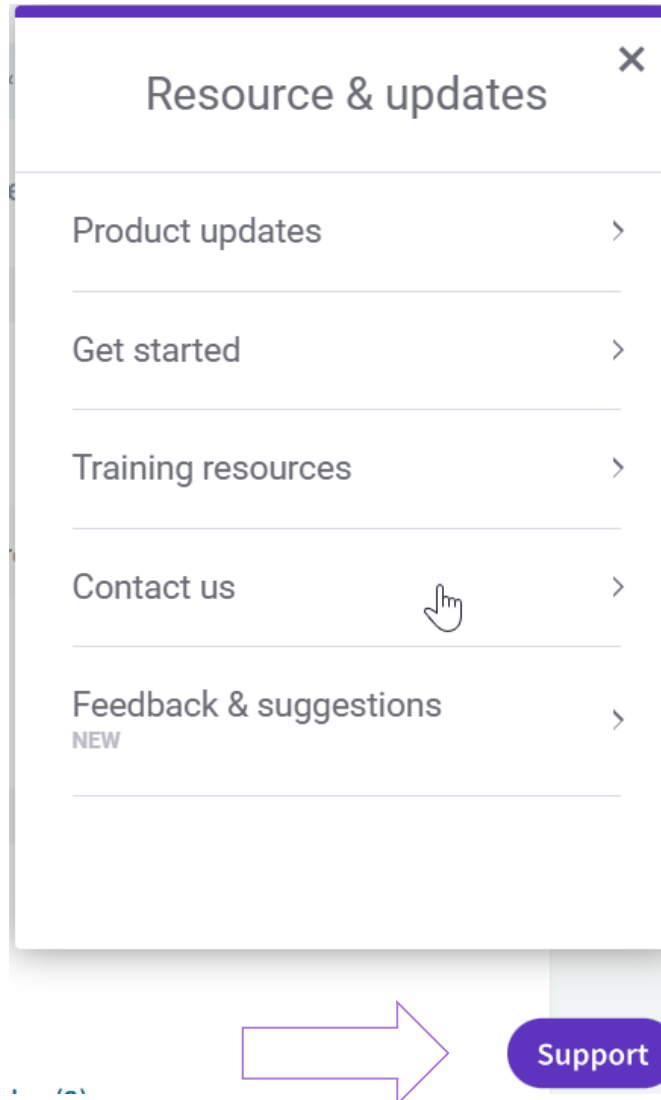 Resource & updates
Product updates
Get started
Training resources
Contact us
Feedback & suggestions
NEW
Support